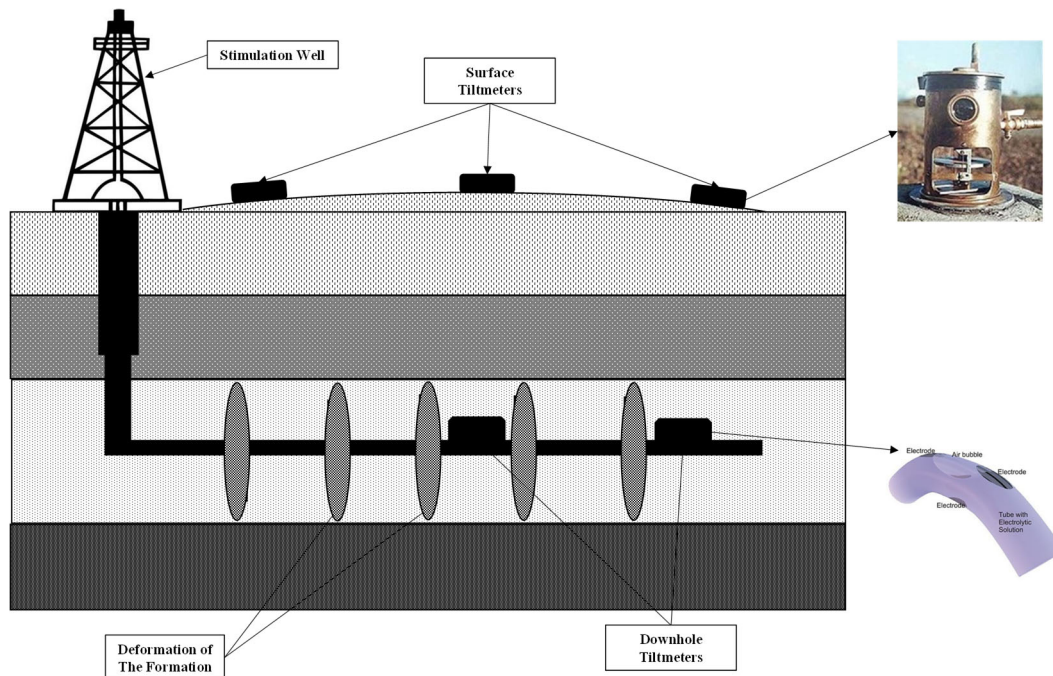 Stimulation Well
Surface
Tiltmeters
Electrode
Air bubble
Electrode
Electrode
Tube with
Electrolytic
Solution
Deformation of
The Formation
Downhole
Tiltmeters